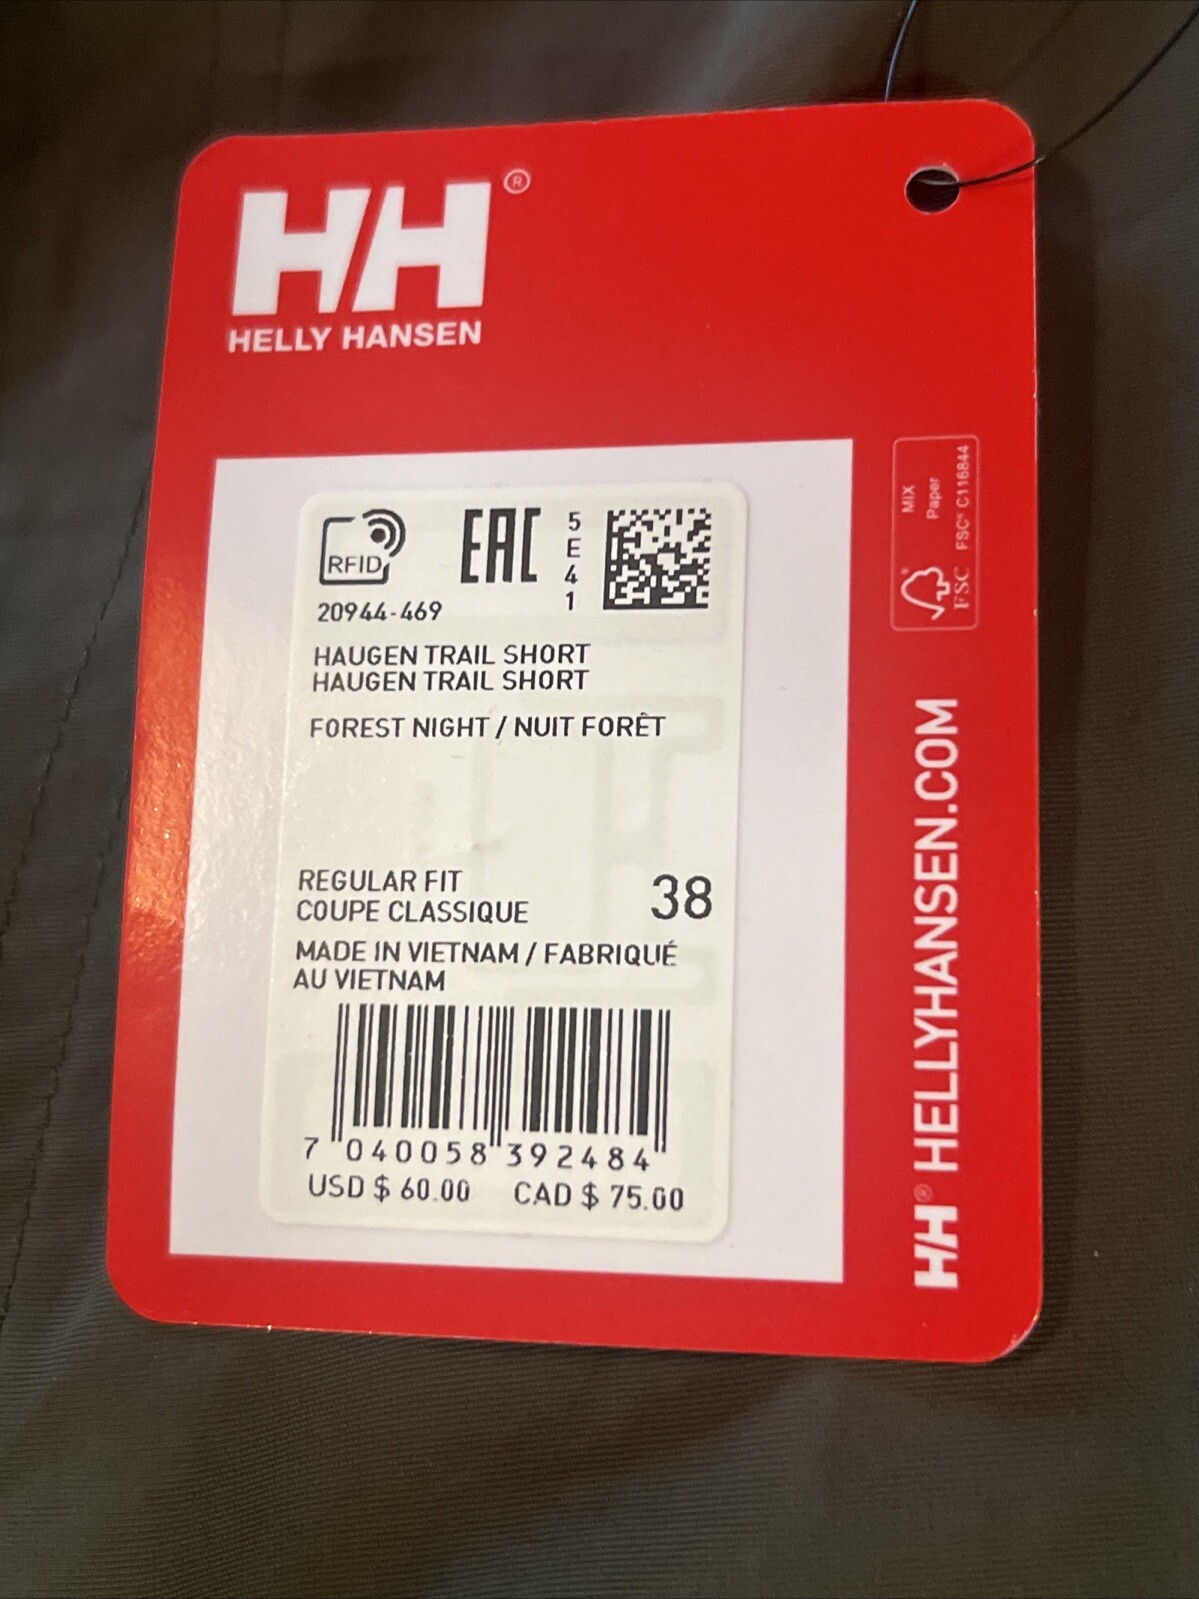 HH®
HELLY HANSEN
RFID
EAC
5
E
4
1
20944-469
HAUGEN TRAIL SHORT
HAUGEN TRAIL SHORT
FOREST NIGHT / NUIT FORÊT
REGULAR FIT
COUPE CLASSIQUE
38
MADE IN VIETNAM / FABRIQUÉ
AU VIETNAM
7 040058 392484
USD $ 60.00 CAD $ 75.00
MIX
Paper
FSC® C116844
FSC
HH® HELLYHANSEN.COM